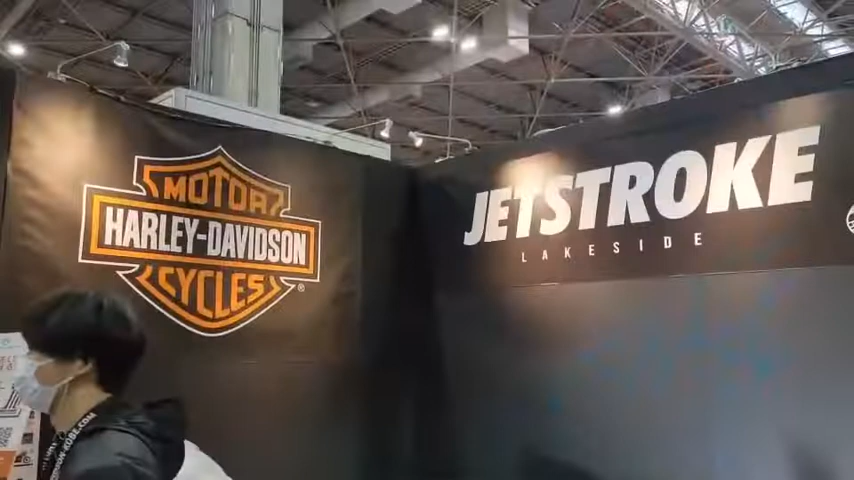 MOTOR
HARLEY-DAVIDSON
CYCLES
®
JETSTROKE
LAKESIDE